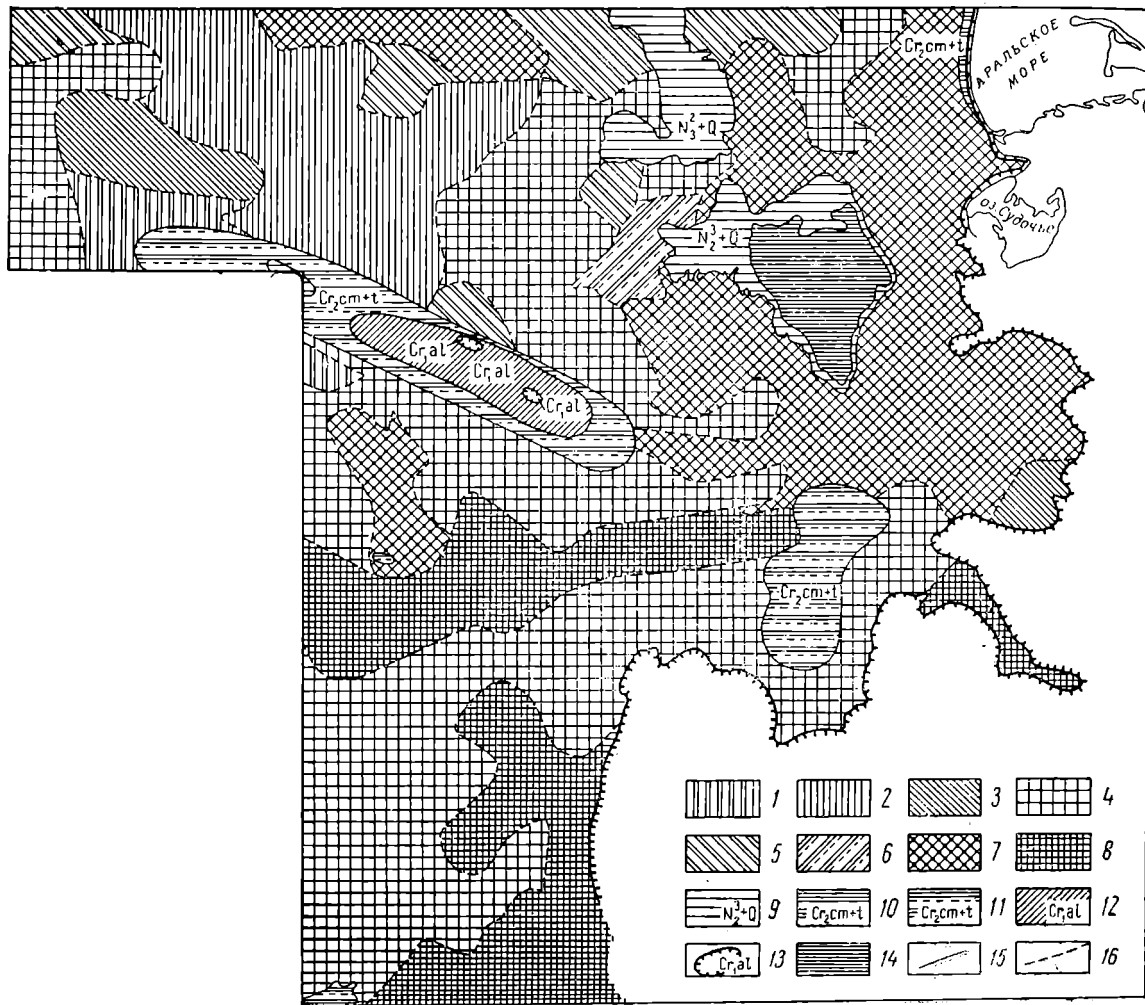 Cr₂cm+t
АРАЛЬСКОЕ
МОРЕ
N₃²+Q
оз. Судочье
N₂³+Q
Cr₂cm+t
Cr₁al
Cr₁al
Cr₁al
Cr₂cm+t
1
2
3
4
5
6
7
8
N₂³+Q 9
Cr₂cm+t 10
Cr₂cm+t 11
Cr₁al 12
Cr₁al 13
14
15
16